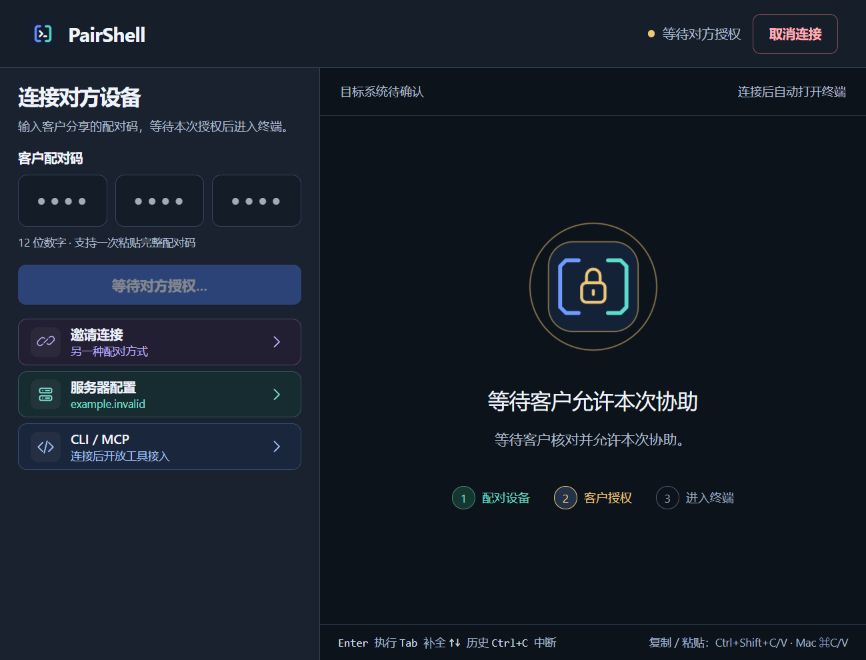 PairShell
等待对方授权
取消连接
连接对方设备
输入客户分享的配对码，等待本次授权后进入终端。
客户配对码
●●●● ●●●● ●●●●
12 位数字 · 支持一次粘贴完整配对码
等待对方授权...
邀请连接
另一种配对方式
服务器配置
example.invalid
CLI / MCP
连接后开放工具接入
目标系统待确认
连接后自动打开终端
等待客户允许本次协助
等待客户核对并允许本次协助。
1 配对设备 2 客户授权 3 进入终端
Enter 执行 Tab 补全 ↑↓ 历史 Ctrl+C 中断
复制 / 粘贴：Ctrl+Shift+C/V · Mac ⌘C/V